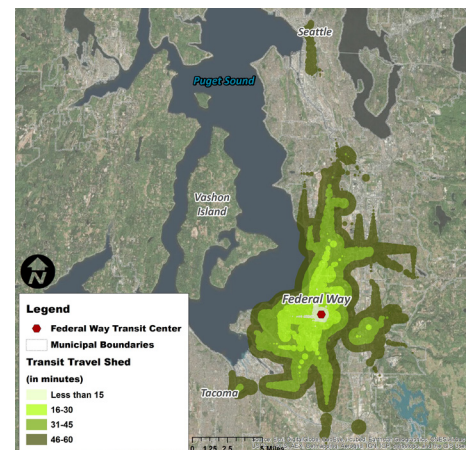 Seattle
Puget Sound
Vashon
Island
N
Federal Way
Legend
Federal Way Transit Center
Municipal Boundaries
Transit Travel Shed
(in minutes)
Less than 15
16-30
31-45
46-60
Tacoma
0 1.25 2.5 5 Miles